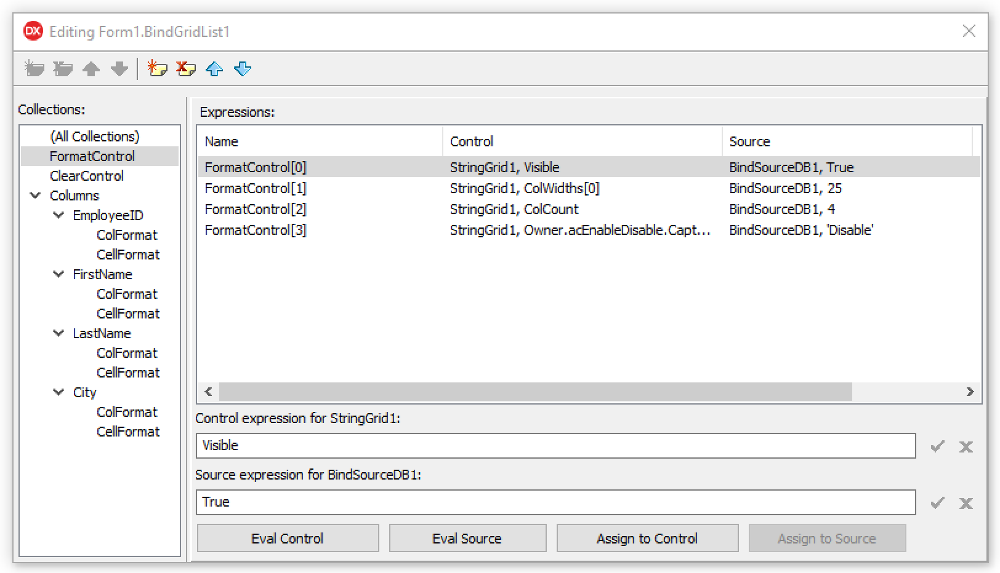 DX Editing Form1.BindGridList1
Collections:
(All Collections)
FormatControl
ClearControl
Columns
EmployeeID
ColFormat
CellFormat
FirstName
ColFormat
CellFormat
LastName
ColFormat
CellFormat
City
ColFormat
CellFormat
Expressions:
Name Control Source
FormatControl[0] StringGrid1, Visible BindSourceDB1, True
FormatControl[1] StringGrid1, ColWidths[0] BindSourceDB1, 25
FormatControl[2] StringGrid1, ColCount BindSourceDB1, 4
FormatControl[3] StringGrid1, Owner.acEnableDisable.Capt... BindSourceDB1, 'Disable'
Control expression for StringGrid1:
Visible
Source expression for BindSourceDB1:
True
Eval Control Eval Source Assign to Control Assign to Source